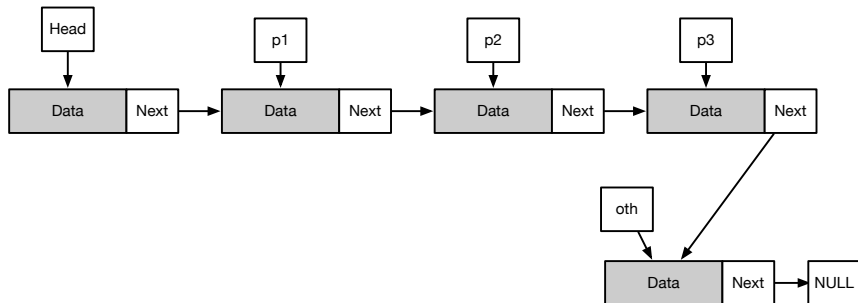 Head
p1
p2
p3
Data Next
Data Next
Data Next
Data Next
oth
Data Next
NULL